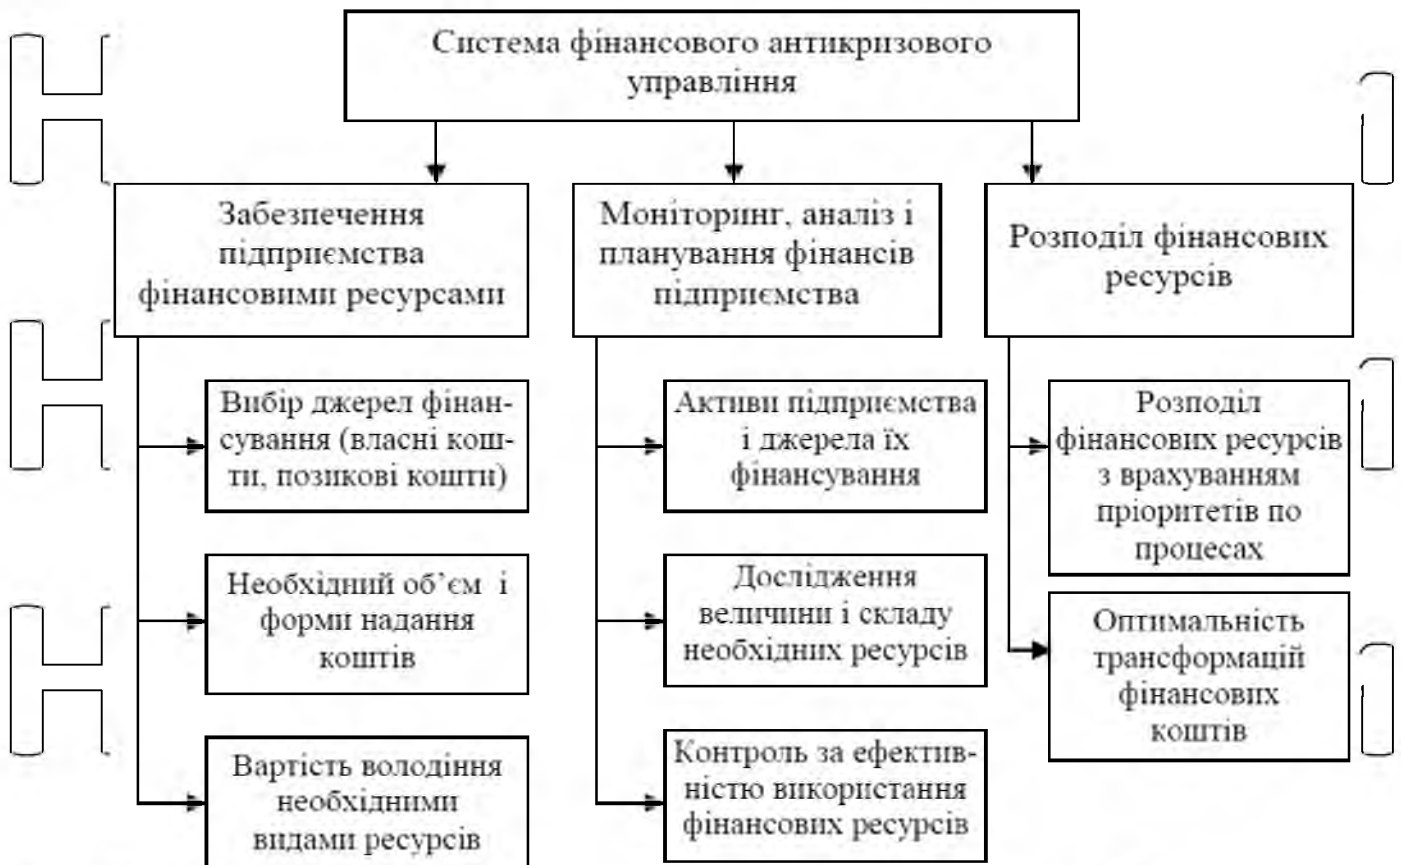 Система фінансового антикризового
управління
Забезпечення
підприємства
фінансовими ресурсами
Моніторинг, аналіз і
планування фінансів
підприємства
Розподіл фінансових
ресурсів
Вибір джерел фінан-
сування (власні кош-
ти, позикові кошти)
Необхідний об’єм і
форми надання
коштів
Вартість володіння
необхідними
видами ресурсів
Активи підприємства
і джерела їх
фінансування
Дослідження
величини і складу
необхідних ресурсів
Контроль за ефектив-
ністю використання
фінансових ресурсів
Розподіл
фінансових ресурсів
з врахуванням
пріоритетів по
процесах
Оптимальність
трансформацій
фінансових
коштів